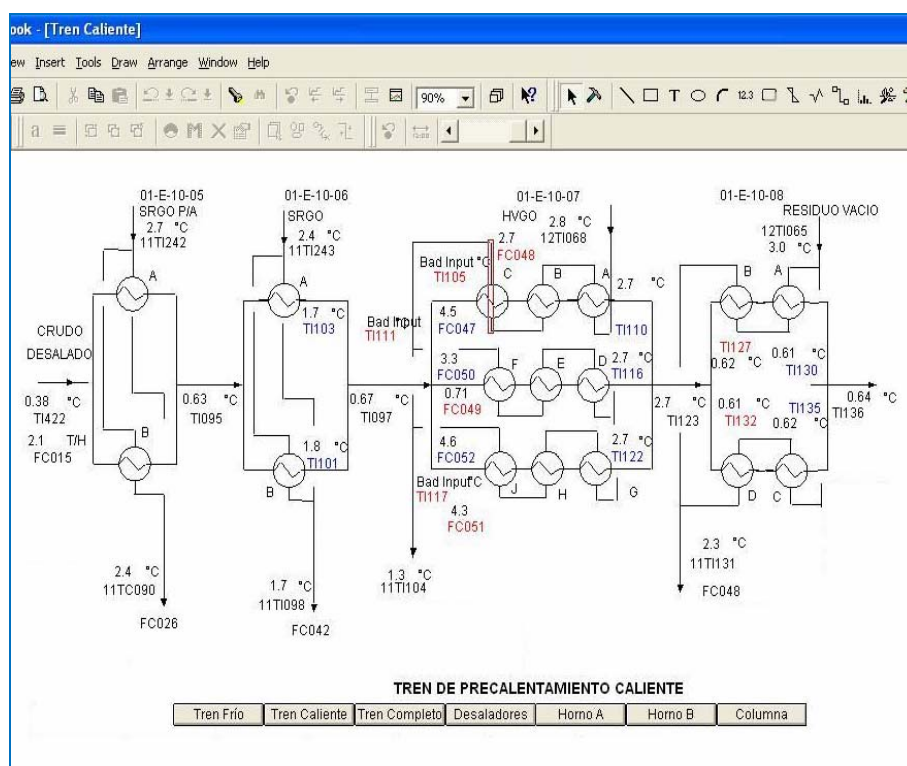 ook - [Tren Caliente]
ew Insert Tools Draw Arrange Window Help
90%
12.3
a
01-E-10-05
SRGO P/A
2.7 °C
11TI242
A
CRUDO
DESALADO
0.38 °C
TI422
2.1 T/H
FC015
B
2.4 °C
11TC090
FC026
0.63 °C
TI095
01-E-10-06
SRGO
2.4 °C
11TI243
A
1.7 °C
TI103
1.8 °C
TI101
B
1.7 °C
11TI098
FC042
0.67 °C
TI097
01-E-10-07
HVGO
2.8 °C
12TI068
2.7
FC048
Bad Input °C
TI105
C
B
A
2.7 °C
Bad Input
TI111
4.5
FC047
TI110
3.3
FC050
F
E
D
2.7 °C
TI116
0.71
FC049
4.6
FC052
2.7 °C
TI122
J
H
G
Bad Input °C
TI117
4.3
FC051
1.3 °C
11TI104
2.7 °C
TI123
01-E-10-08
RESIDUO VACIO
12TI065
3.0 °C
B
A
TI127
0.62 °C
0.61 °C
TI130
0.61 °C
TI132
TI135
0.62 °C
0.64 °C
TI136
D
C
2.3 °C
11TI131
FC048
TREN DE PRECALENTAMIENTO CALIENTE
Tren Frío Tren Caliente Tren Completo Desaladores Horno A Horno B Columna